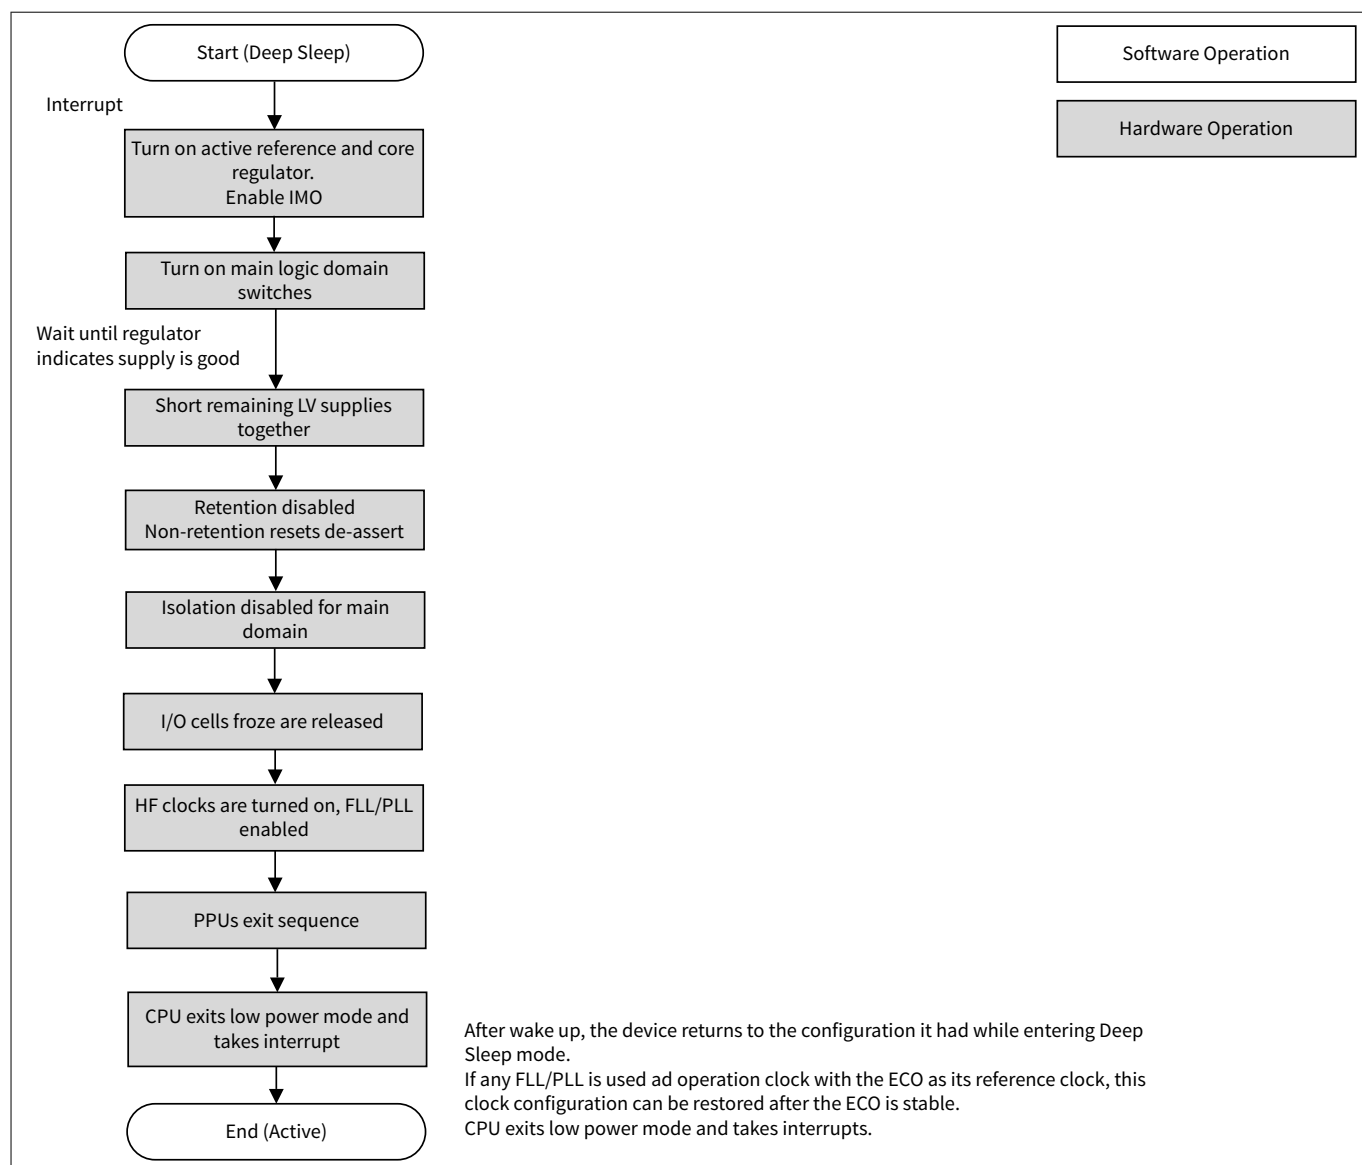 Start (Deep Sleep)
Software Operation
Interrupt
Hardware Operation
Turn on active reference and core
regulator.
Enable IMO
Turn on main logic domain
switches
Wait until regulator
indicates supply is good
Short remaining LV supplies
together
Retention disabled
Non-retention resets de-assert
Isolation disabled for main
domain
I/O cells froze are released
HF clocks are turned on, FLL/PLL
enabled
PPUs exit sequence
CPU exits low power mode and
takes interrupt
After wake up, the device returns to the configuration it had while entering Deep
Sleep mode.
If any FLL/PLL is used ad operation clock with the ECO as its reference clock, this
clock configuration can be restored after the ECO is stable.
CPU exits low power mode and takes interrupts.
End (Active)